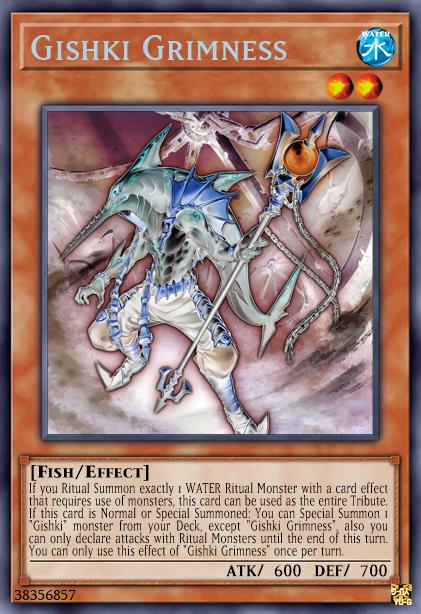 GISHKI GRIMNESS
WATER
水
[FISH/EFFECT]
If you Ritual Summon exactly 1 WATER Ritual Monster with a card effect
that requires use of monsters, this card can be used as the entire Tribute.
If this card is Normal or Special Summoned: You can Special Summon 1
"Gishki" monster from your Deck, except "Gishki Grimness", also you
can only declare attacks with Ritual Monsters until the end of this turn.
You can only use this effect of "Gishki Grimness" once per turn.
ATK/ 600 DEF/ 700
38356857